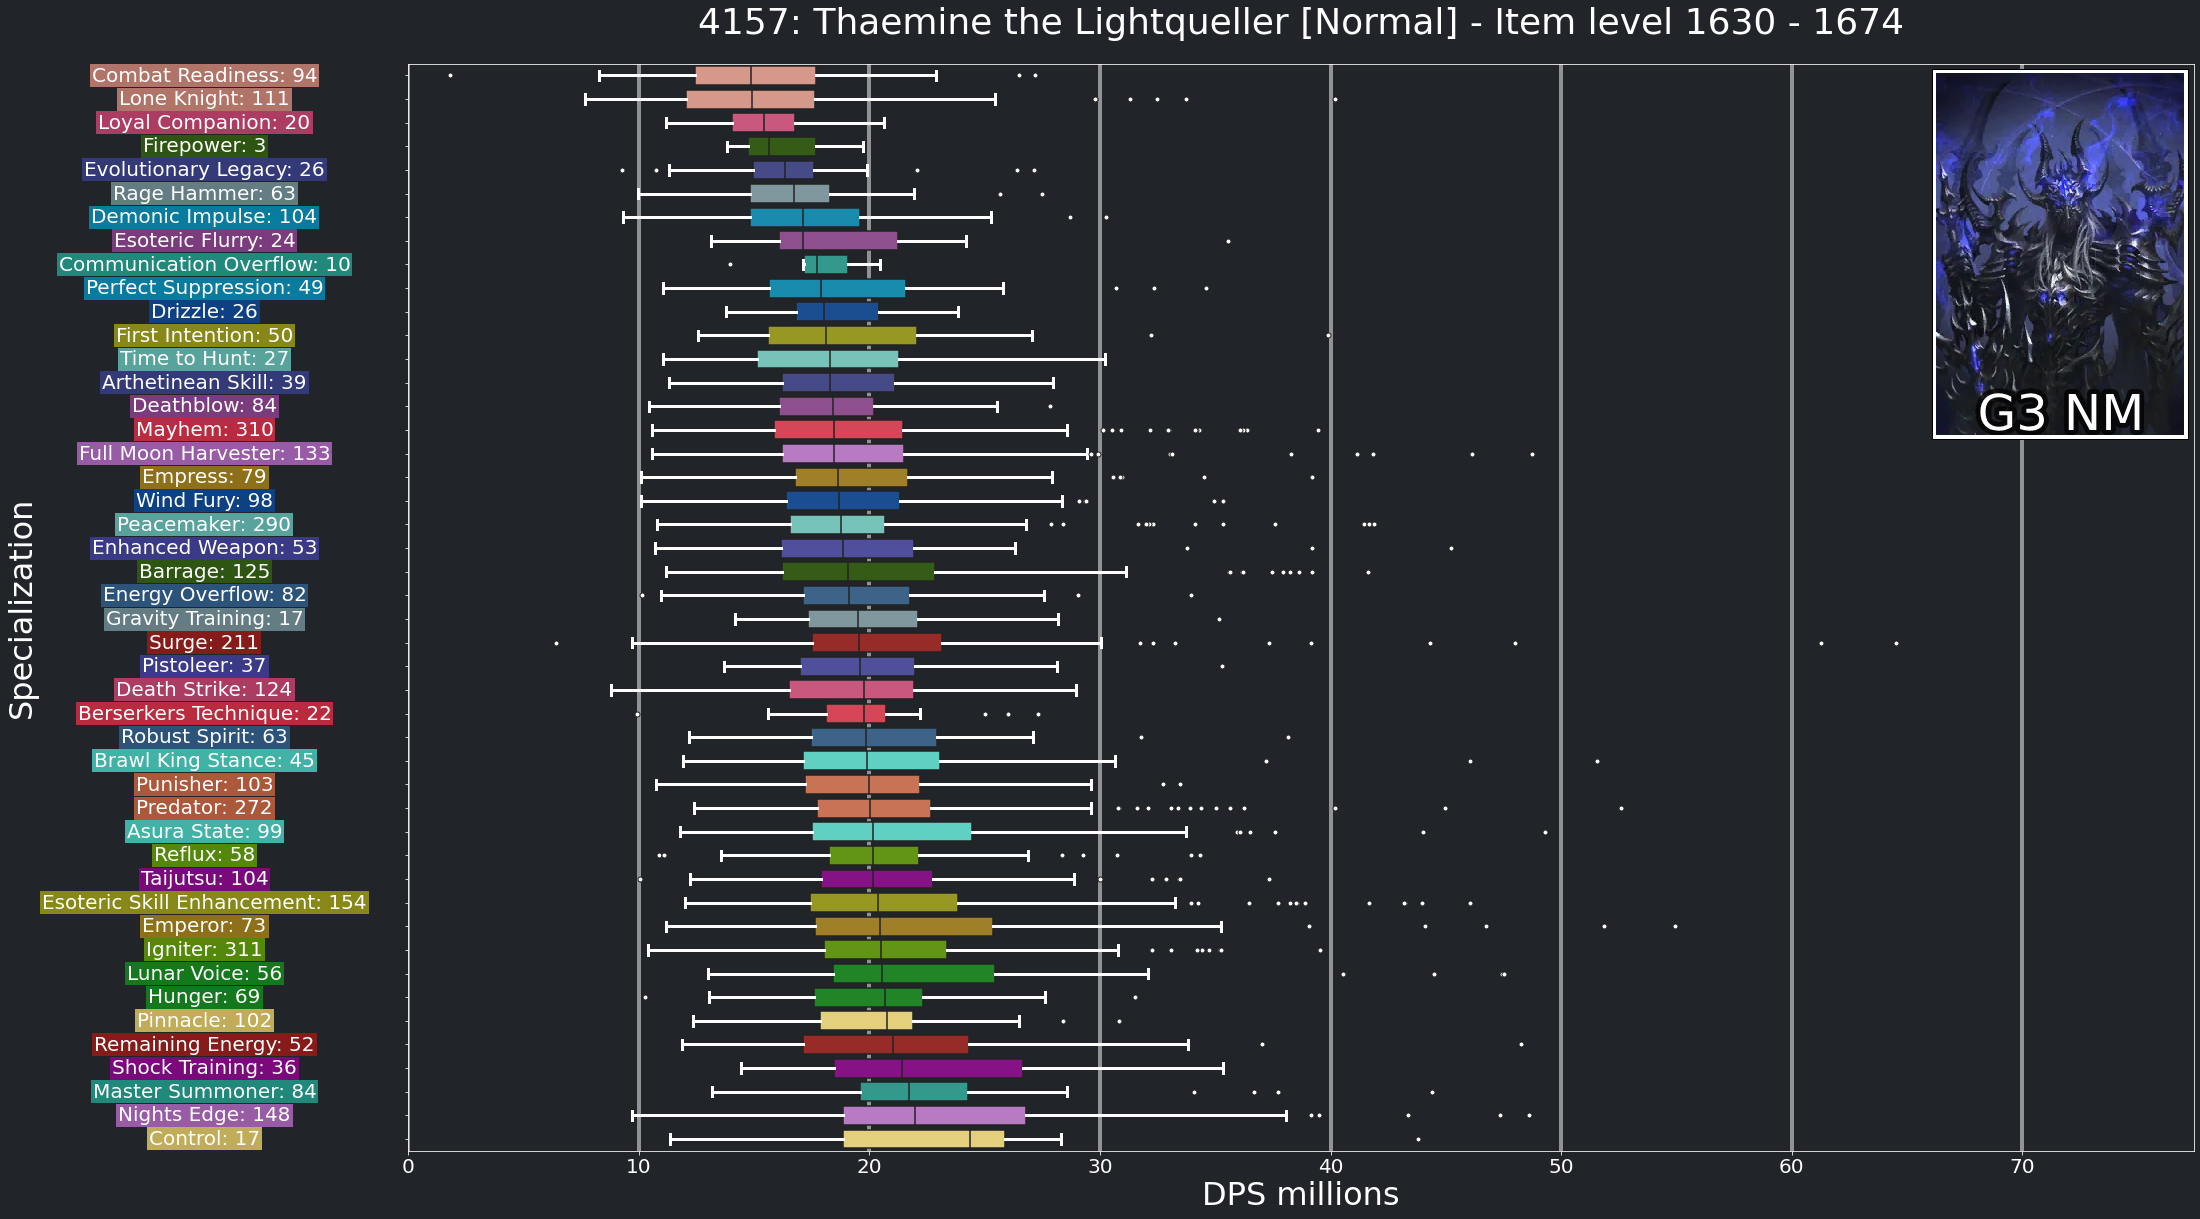 4157: Thaemine the Lightqueller [Normal] - Item level 1630 - 1674
Combat Readiness: 94
Lone Knight: 111
Loyal Companion: 20
Firepower: 3
Evolutionary Legacy: 26
Rage Hammer: 63
Demonic Impulse: 104
Esoteric Flurry: 24
Communication Overflow: 10
Perfect Suppression: 49
Drizzle: 26
First Intention: 50
Time to Hunt: 27
Arthetinean Skill: 39
Deathblow: 84
Mayhem: 310
Full Moon Harvester: 133
Empress: 79
Wind Fury: 98
Peacemaker: 290
Enhanced Weapon: 53
Barrage: 125
Energy Overflow: 82
Gravity Training: 17
Surge: 211
Pistoleer: 37
Death Strike: 124
Berserkers Technique: 22
Robust Spirit: 63
Brawl King Stance: 45
Punisher: 103
Predator: 272
Asura State: 99
Reflux: 58
Taijutsu: 104
Esoteric Skill Enhancement: 154
Emperor: 73
Igniter: 311
Lunar Voice: 56
Hunger: 69
Pinnacle: 102
Remaining Energy: 52
Shock Training: 36
Master Summoner: 84
Nights Edge: 148
Control: 17
Specialization
G3 NM
0 10 20 30 40 50 60 70
DPS millions